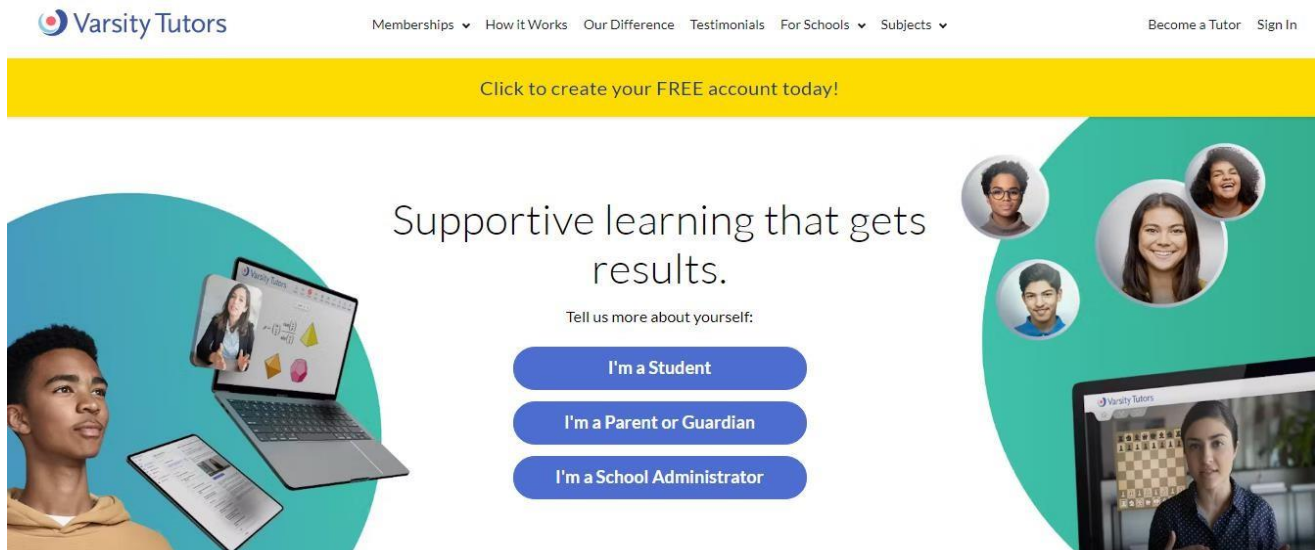 Varsity Tutors
Memberships How it Works Our Difference Testimonials For Schools Subjects
Become a Tutor Sign In
Click to create your FREE account today!
Supportive learning that gets
results.
Tell us more about yourself:
I'm a Student
I'm a Parent or Guardian
I'm a School Administrator
Varsity Tutors
Varsity Tutors